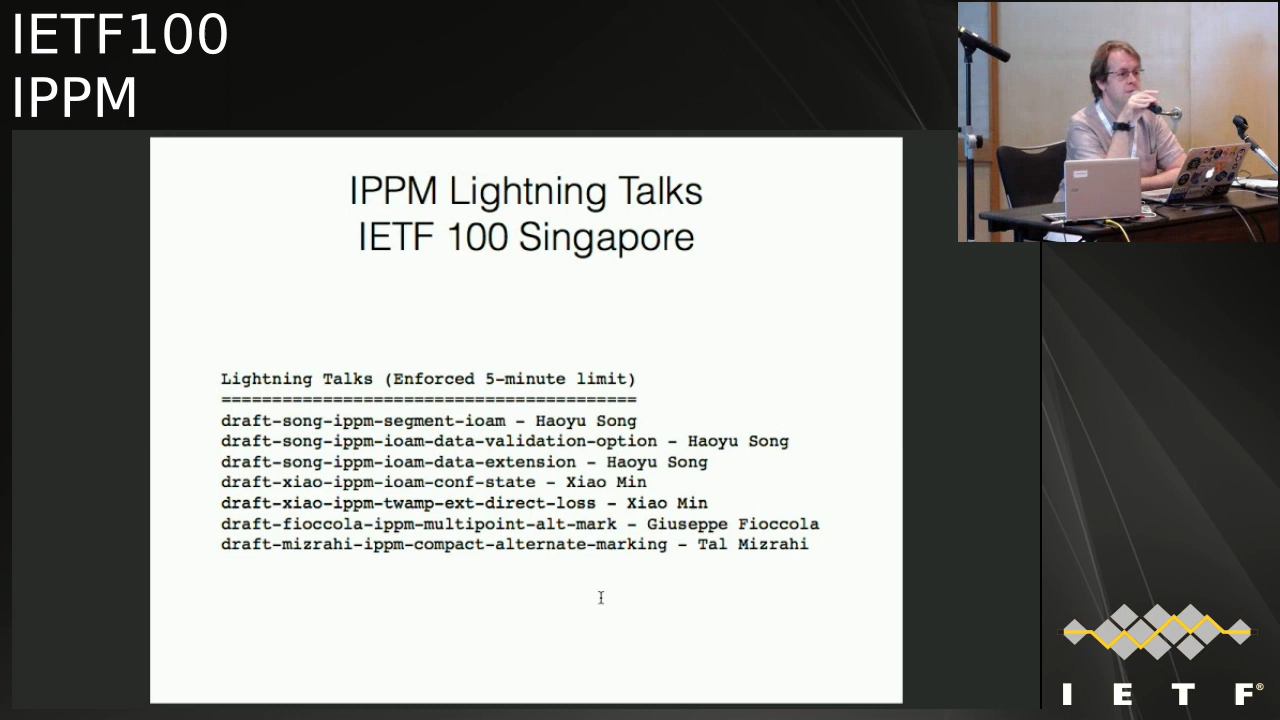 IETF100
IPPM
IPPM Lightning Talks
IETF 100 Singapore
Lightning Talks (Enforced 5-minute limit)
=========================================
draft-song-ippm-segment-ioam - Haoyu Song
draft-song-ippm-ioam-data-validation-option - Haoyu Song
draft-song-ippm-ioam-data-extension - Haoyu Song
draft-xiao-ippm-ioam-conf-state - Xiao Min
draft-xiao-ippm-twamp-ext-direct-loss - Xiao Min
draft-fioccola-ippm-multipoint-alt-mark - Giuseppe Fioccola
draft-mizrahi-ippm-compact-alternate-marking - Tal Mizrahi
I E T F®